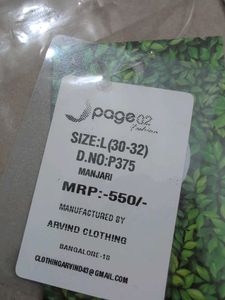 page 02
fashion
SIZE:L(30-32)
D.NO:P375
MANJARI
MRP:-550/-
MANUFACTURED BY
ARVIND CLOTHING
BANGALORE-18
CLOTHINGARVIND43@GMAIL.COM